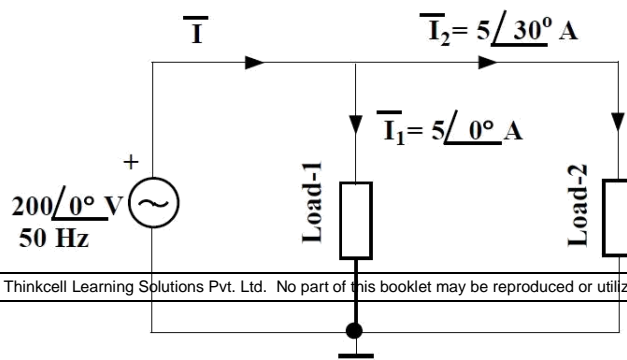 I
I₂= 5/ 30° A
I₁= 5/ 0° A
+
200/ 0° V
50 Hz
Load-1
Load-2
Thinkcell Learning Solutions Pvt. Ltd. No part of this booklet may be reproduced or utiliz